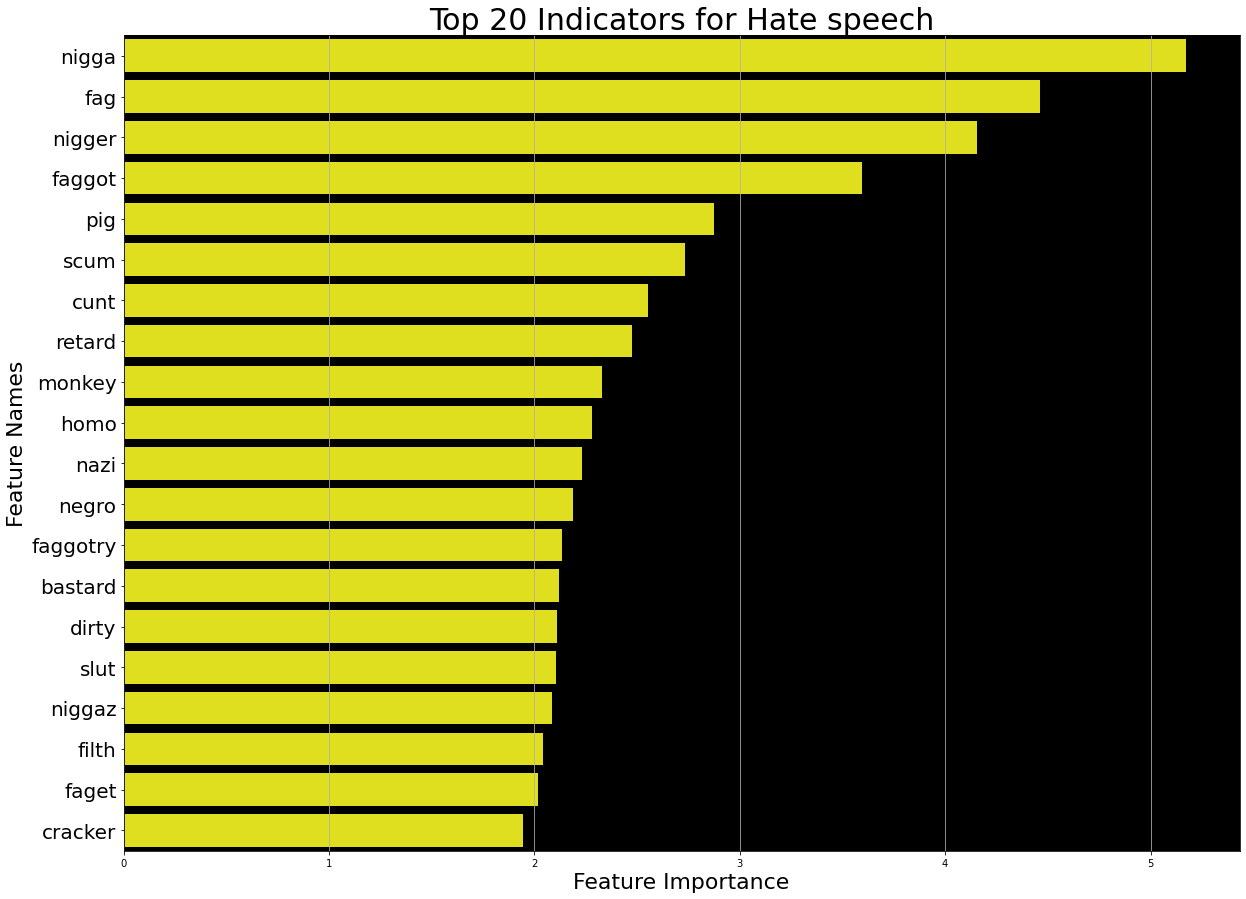 Top 20 Indicators for Hate speech
nigga
fag
nigger
faggot
pig
scum
cunt
retard
monkey
homo
nazi
negro
faggotry
bastard
dirty
slut
niggaz
filth
faget
cracker
Feature Names
0 1 2 3 4 5
Feature Importance